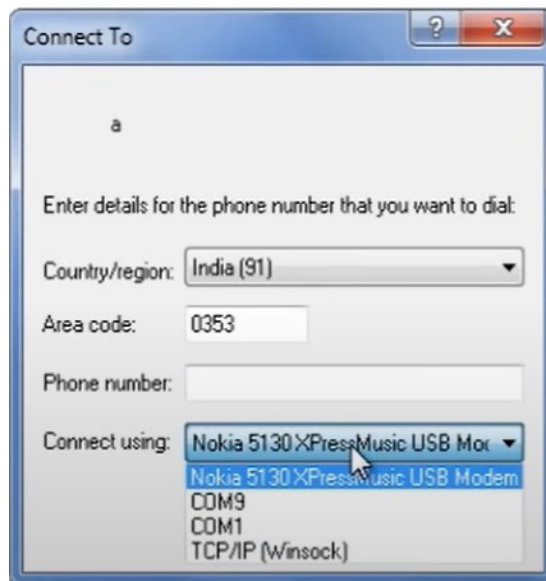 Connect To
?
X
a
Enter details for the phone number that you want to dial:
Country/region: India (91)
Area code: 0353
Phone number:
Connect using: Nokia 5130 XPressMusic USB Mod
Nokia 5130 XPressMusic USB Modem
COM9
COM1
TCP/IP (Winsock)